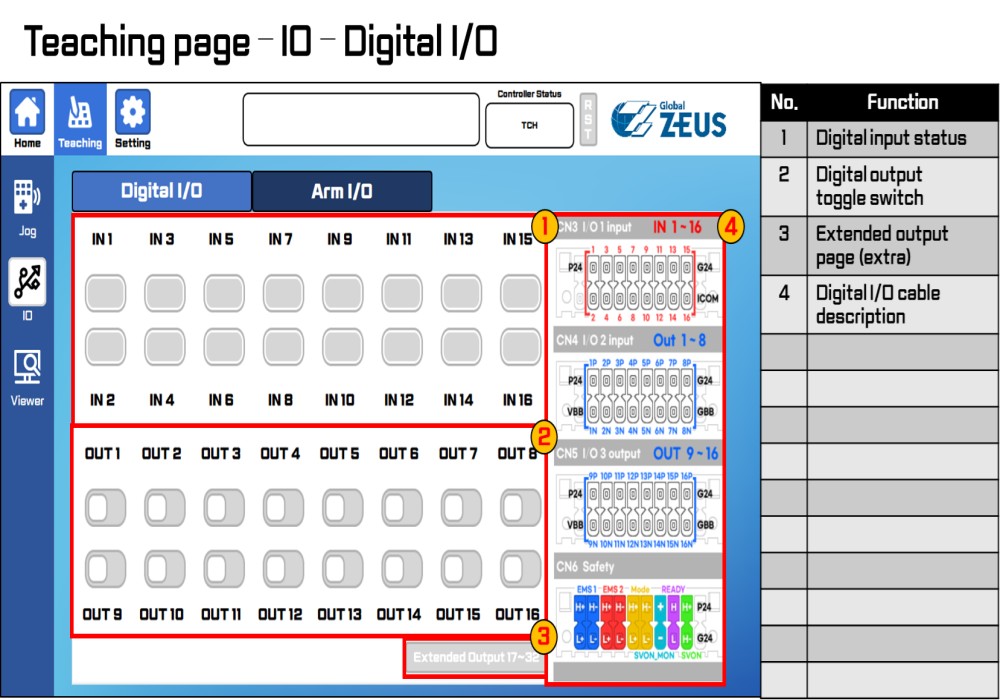 Teaching page – IO – Digital I/O
Home
Teaching
Setting
Controller Status
TCH
RST
Global
ZEUS
Jog
IO
Viewer
Digital I/O
Arm I/O
IN 1 IN 3 IN 5 IN 7 IN 9 IN 11 IN 13 IN 15
IN 2 IN 4 IN 6 IN 8 IN 10 IN 12 IN 14 IN 16
1
OUT 1 OUT 2 OUT 3 OUT 4 OUT 5 OUT 6 OUT 7 OUT 8
OUT 9 OUT 10 OUT 11 OUT 12 OUT 13 OUT 14 OUT 15 OUT 16
2
Extended Output 17~32
3
CN3 I/O 1 input IN 1~16
4
1 3 5 7 9 11 13 15
P24 G24
ICOM
2 4 6 8 10 12 14 16
CN4 I/O 2 input Out 1~8
1P 2P 3P 4P 5P 6P 7P 8P
P24 G24
VBB GBB
1N 2N 3N 4N 5N 6N 7N 8N
CN5 I/O 3 output OUT 9~16
9P 10P 11P 12P 13P 14P 15P 16P
P24 G24
VBB GBB
9N 10N 11N 12N 13N 14N 15N 16N
CN6 Safety
EMS 1 EMS 2 Mode READY
H+ H- H+ H- H+ H- + H H+ P24
L+ L- L+ L- L+ L- - H H- G24
SVON_MON SVON
No. Function
1 Digital input status
2 Digital output
toggle switch
3 Extended output
page (extra)
4 Digital I/O cable
description